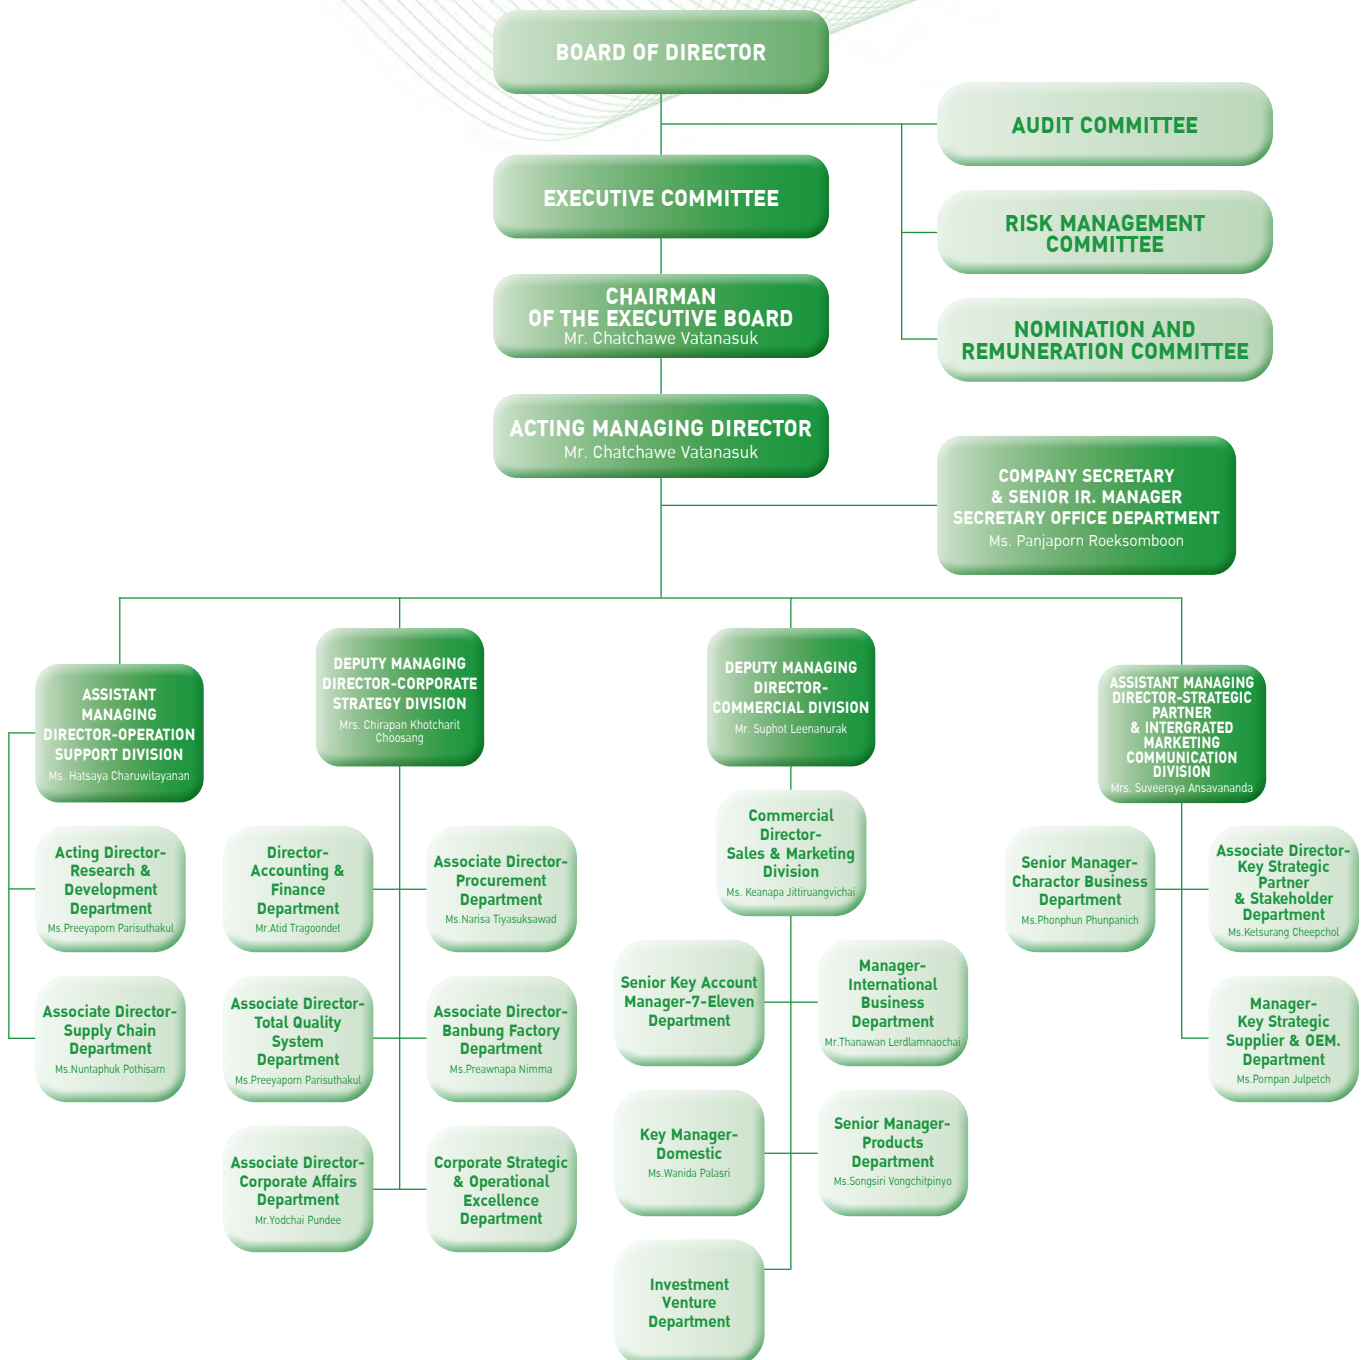 BOARD OF DIRECTOR
AUDIT COMMITTEE
EXECUTIVE COMMITTEE
RISK MANAGEMENT
COMMITTEE
CHAIRMAN
OF THE EXECUTIVE BOARD
Mr. Chatchawe Vatanasuk
NOMINATION AND
REMUNERATION COMMITTEE
ACTING MANAGING DIRECTOR
Mr. Chatchawe Vatanasuk
COMPANY SECRETARY
& SENIOR IR. MANAGER
SECRETARY OFFICE DEPARTMENT
Ms. Panjaporn Roeksomboon
ASSISTANT
MANAGING
DIRECTOR-OPERATION
SUPPORT DIVISION
Ms. Hatsaya Charuwitayanan
DEPUTY MANAGING
DIRECTOR-CORPORATE
STRATEGY DIVISION
Mrs. Chirapan Khotcharit
Choosang
DEPUTY MANAGING
DIRECTOR-
COMMERCIAL DIVISION
Mr. Suphot Leenanurak
ASSISTANT MANAGING
DIRECTOR-STRATEGIC
PARTNER
& INTERGRATED
MARKETING
COMMUNICATION
DIVISION
Mrs. Suveeraya Ansavananda
Acting Director-
Research &
Development
Department
Ms.Preeyaporn Parisuthakul
Director-
Accounting &
Finance
Department
Mr.Atid Tragoondet
Associate Director-
Procurement
Department
Ms.Narisa Tiyasuksawad
Commercial
Director-
Sales & Marketing
Division
Ms. Keanapa Jittiruangvichai
Senior Manager-
Charactor Business
Department
Ms.Phonphun Phunpanich
Associate Director-
Key Strategic
Partner
& Stakeholder
Department
Ms.Ketsurang Cheepchol
Associate Director-
Supply Chain
Department
Ms.Nuntaphuk Pothisarn
Associate Director-
Total Quality
System
Department
Ms.Preeyaporn Parisuthakul
Associate Director-
Banbung Factory
Department
Ms.Preawnapa Nimma
Senior Key Account
Manager-7-Eleven
Department
Manager-
International
Business
Department
Mr.Thanawan Lerdlamnaochai
Manager-
Key Strategic
Supplier & OEM.
Department
Ms.Pornpan Julpetch
Associate Director-
Corporate Affairs
Department
Mr.Yodchai Pundee
Corporate Strategic
& Operational
Excellence
Department
Key Manager-
Domestic
Ms.Wanida Palasri
Senior Manager-
Products
Department
Ms.Songsiri Vongchitpinyo
Investment
Venture
Department